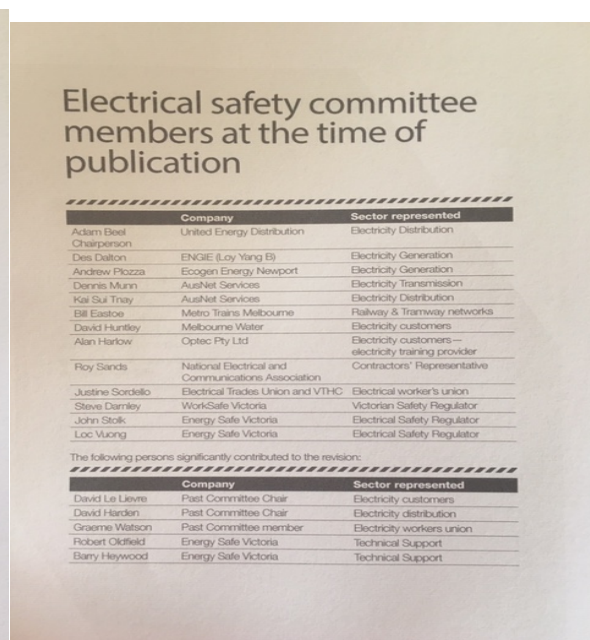 Electrical safety committee
members at the time of
publication
Company Sector represented
Adam Beel United Energy Distribution Electricity Distribution
Chairperson
Des Dalton ENGIE (Loy Yang B) Electricity Generation
Andrew Plozza Ecogen Energy Newport Electricity Generation
Dennis Munn AusNet Services Electricity Transmission
Kai Sui Tnay AusNet Services Electricity Distribution
Bill Eastoe Metro Trains Melbourne Railway & Tramway networks
David Huntley Melbourne Water Electricity customers
Alan Harlow Optec Pty Ltd Electricity customers—
electricity training provider
Roy Sands National Electrical and Contractors' Representative
Communications Association
Justine Sordello Electrical Trades Union and VTHC Electrical worker's union
Steve Darnley WorkSafe Victoria Victorian Safety Regulator
John Stolk Energy Safe Victoria Electrical Safety Regulator
Loc Vuong Energy Safe Victoria Electrical Safety Regulator
The following persons significantly contributed to the revision:
Company Sector represented
David Le Lievre Past Committee Chair Electricity customers
David Harden Past Committee Chair Electricity distribution
Graeme Watson Past Committee member Electricity workers union
Robert Oldfield Energy Safe Victoria Technical Support
Barry Heywood Energy Safe Victoria Technical Support